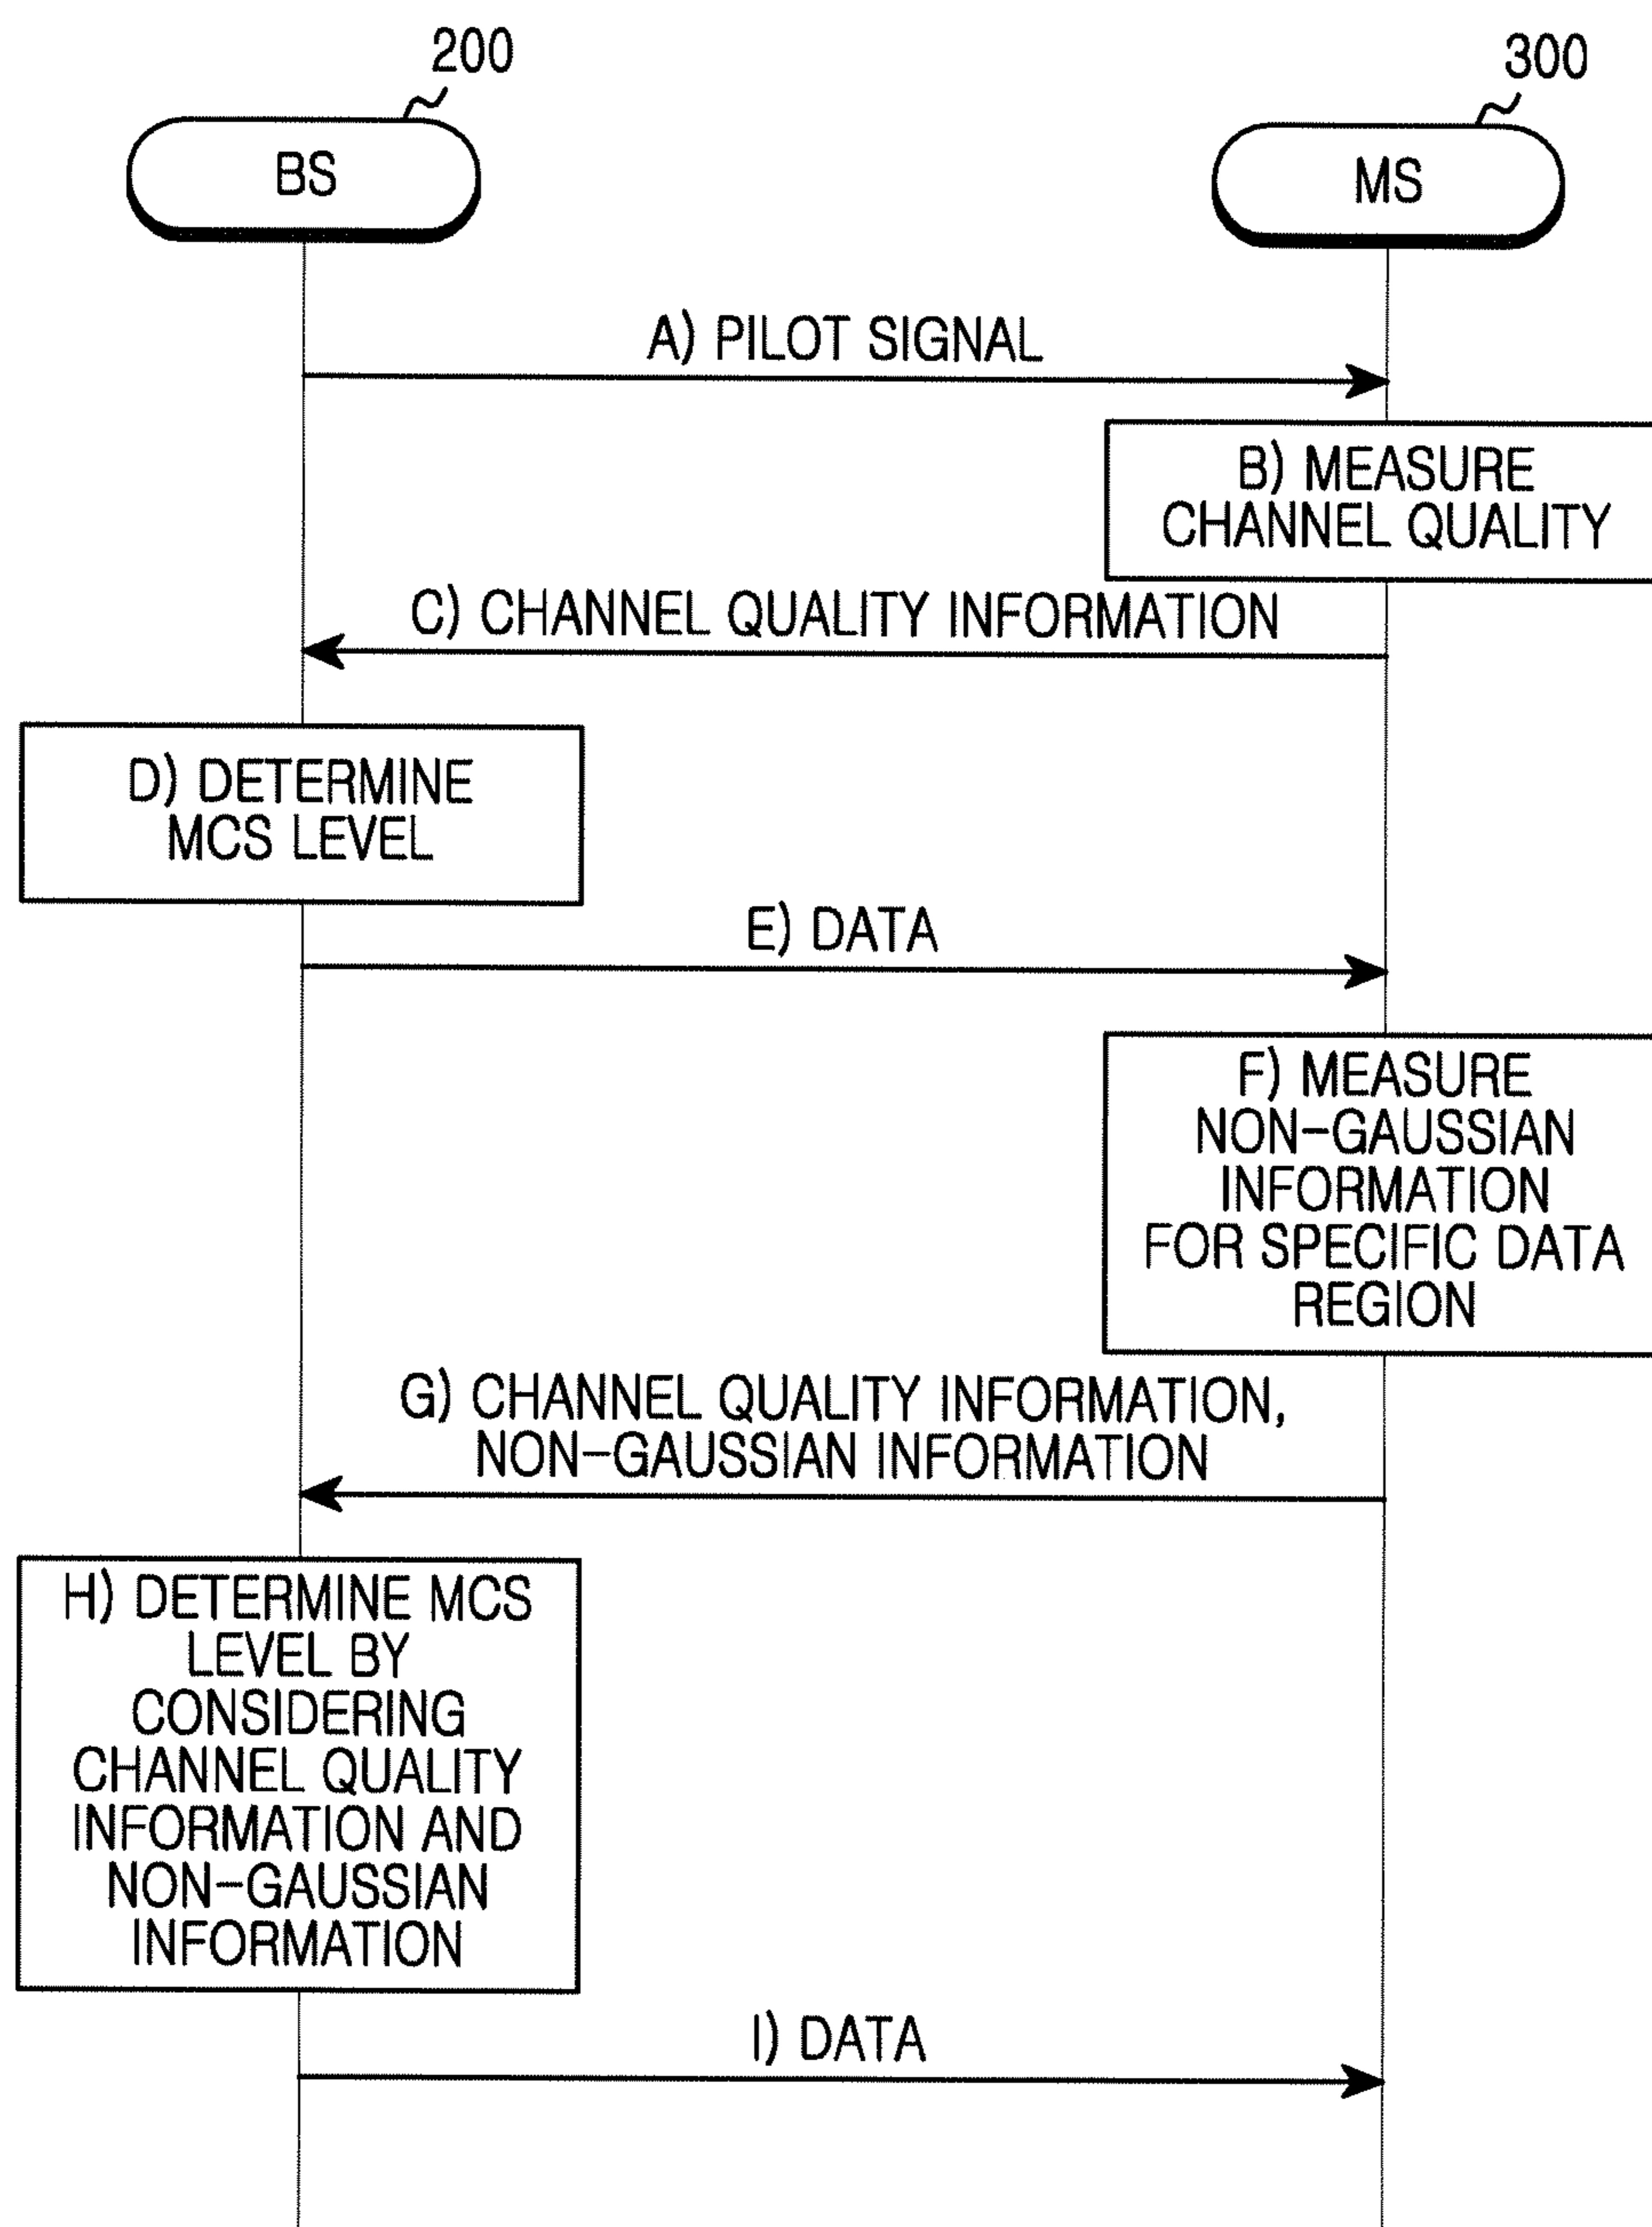 200
300
BS
MS
A) PILOT SIGNAL
B) MEASURE
CHANNEL QUALITY
C) CHANNEL QUALITY INFORMATION
D) DETERMINE
MCS LEVEL
E) DATA
F) MEASURE
NON-GAUSSIAN
INFORMATION
FOR SPECIFIC DATA
REGION
G) CHANNEL QUALITY INFORMATION,
NON-GAUSSIAN INFORMATION
H) DETERMINE MCS
LEVEL BY
CONSIDERING
CHANNEL QUALITY
INFORMATION AND
NON-GAUSSIAN
INFORMATION
I) DATA